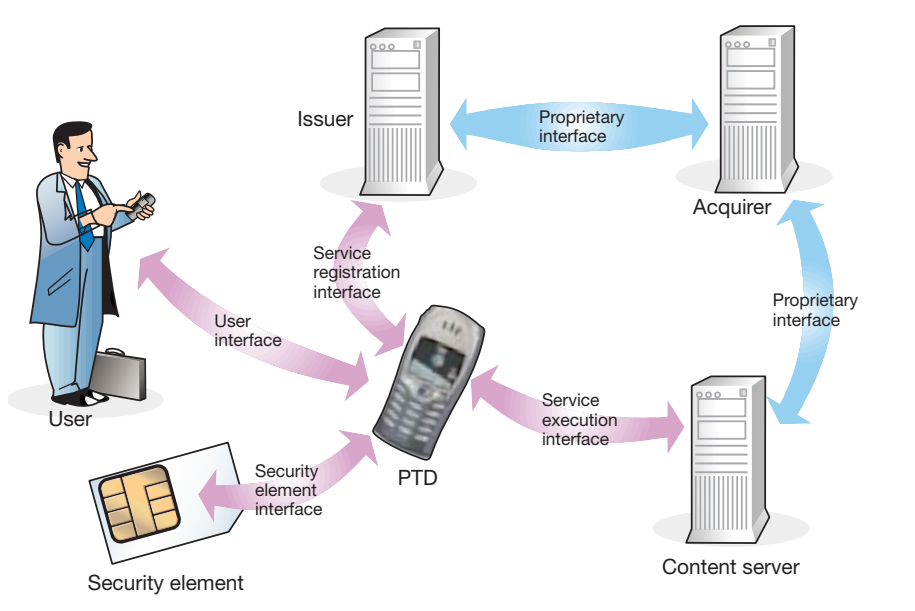 Issuer
Proprietary
interface
Acquirer
Service
registration
interface
User
interface
Proprietary
interface
User
Service
execution
interface
Security
element
interface
PTD
Content server
Security element